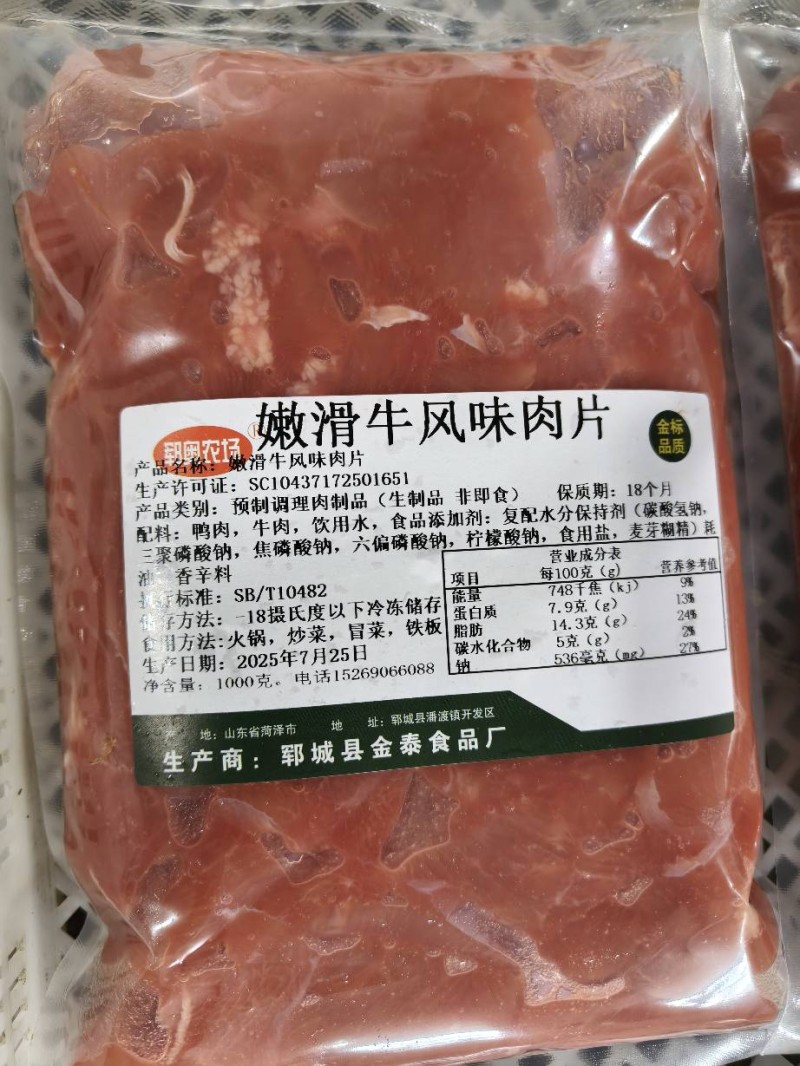 嫩滑牛风味肉片
郓奥农场®
金标
品质
产品名称：嫩滑牛风味肉片
生产许可证：SC10437172501651
产品类别：预制调理肉制品（生制品 非即食） 保质期：18个月
配料：鸭肉，牛肉，饮用水，食品添加剂：复配水分保持剂（碳酸氢钠，
三聚磷酸钠，焦磷酸钠，六偏磷酸钠，柠檬酸钠，食用盐，麦芽糊精）耗
油 香辛料
执行标准：SB/T10482
储存方法：-18摄氏度以下冷冻储存
食用方法:火锅，炒菜，冒菜，铁板
生产日期：2025年7月25日
净含量：1000克。电话15269066088
营业成分表
项目 每100克（g） 营养参考值
能量 748千焦（kj） 9%
蛋白质 7.9克（g） 13%
脂肪 14.3克（g） 24%
碳水化合物 5克（g） 2%
钠 536毫克（mg） 27%
产 地：山东省菏泽市 地 址：郓城县潘渡镇开发区
生产商：郓城县金泰食品厂